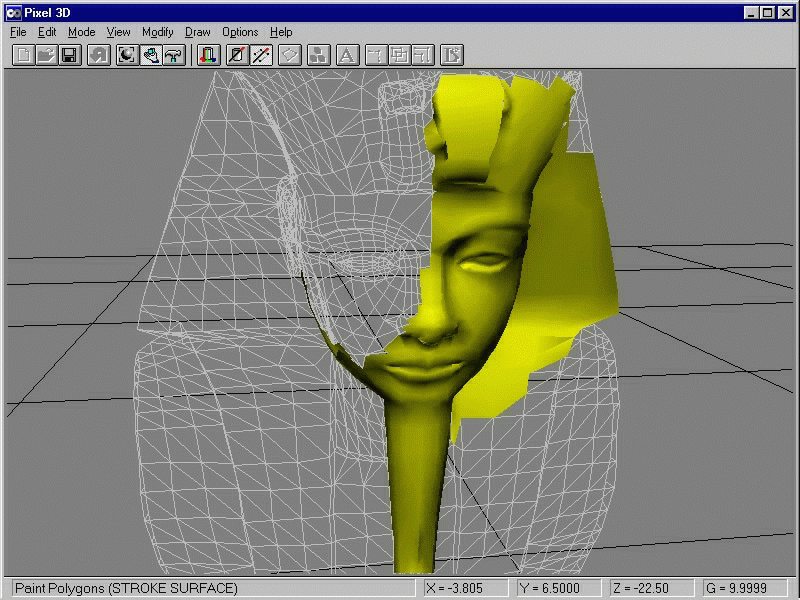 Pixel 3D
File Edit Mode View Modify Draw Options Help
A
Paint Polygons (STROKE SURFACE) X = -3.805 Y = 6.5000 Z = -22.50 G = 9.9999